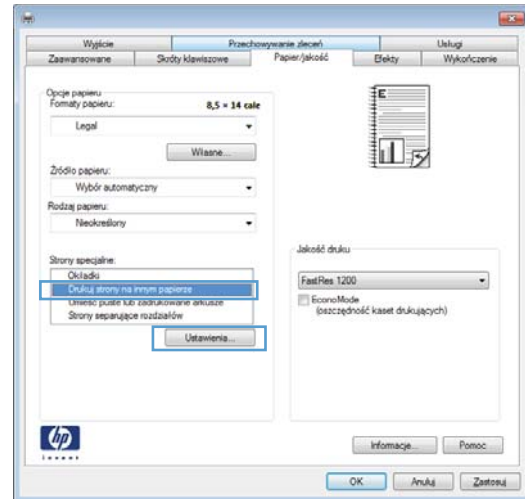 Wyjście Przechowywanie zleceń Usługi
Zaawansowane Skróty klawiszowe Papier/jakość Efekty Wykończenie
Opcje papieru
Formaty papieru: 8,5 × 14 cale
Legal
Własne...
Źródło papieru:
Wybór automatyczny
Rodzaj papieru:
Nieokreślony
Strony specjalne:
Okładki
Drukuj strony na innym papierze
Umieść puste lub zadrukowane arkusze
Strony separujące rozdziałów
Ustawienia...
Jakość druku
FastRes 1200
EconoMode
(oszczędność kaset drukujących)
E
hp
invent
Informacje... Pomoc
OK Anuluj Zastosuj